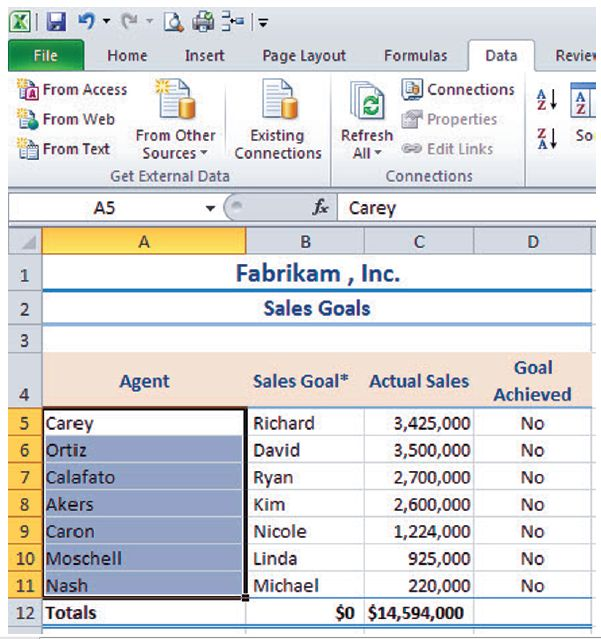 File Home Insert Page Layout Formulas Data Review
From Access
From Web
From Text
From Other Sources
Existing Connections
Get External Data
Refresh All
Connections
Properties
Edit Links
Connections
A Z
Z A
A Z
So
A5 fx Carey
A B C D
1 Fabrikam , Inc.
2 Sales Goals
3
4 Agent Sales Goal* Actual Sales Goal Achieved
5 Carey Richard 3,425,000 No
6 Ortiz David 3,500,000 No
7 Calafato Ryan 2,700,000 No
8 Akers Kim 2,600,000 No
9 Caron Nicole 1,224,000 No
10 Moschell Linda 925,000 No
11 Nash Michael 220,000 No
12 Totals $0 $14,594,000